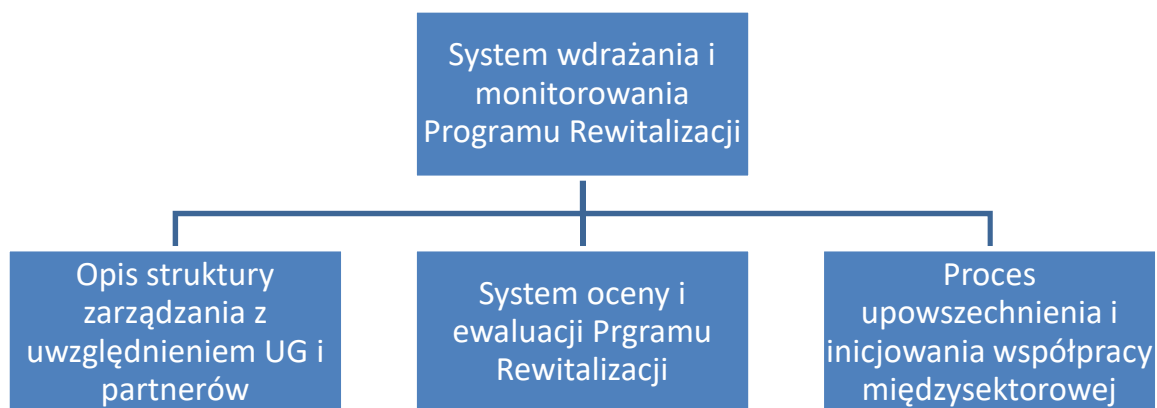 System wdrażania i
monitorowania
Programu Rewitalizacji
Opis struktury
zarządzania z
uwzględnieniem UG i
partnerów
System oceny i
ewaluacji Prgramu
Rewitalizacji
Proces
upowszechnienia i
inicjowania współpracy
międzysektorowej